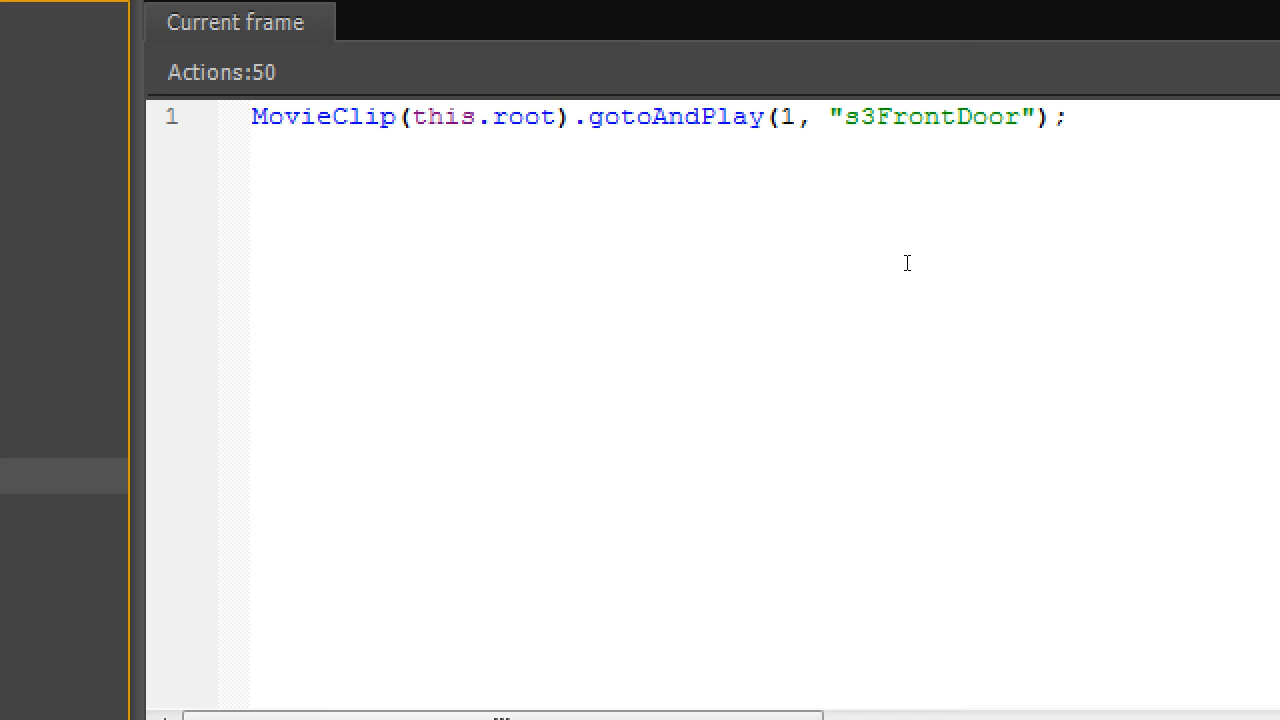 Current frame
Actions:50
1 MovieClip(this.root).gotoAndPlay(1, "s3FrontDoor");